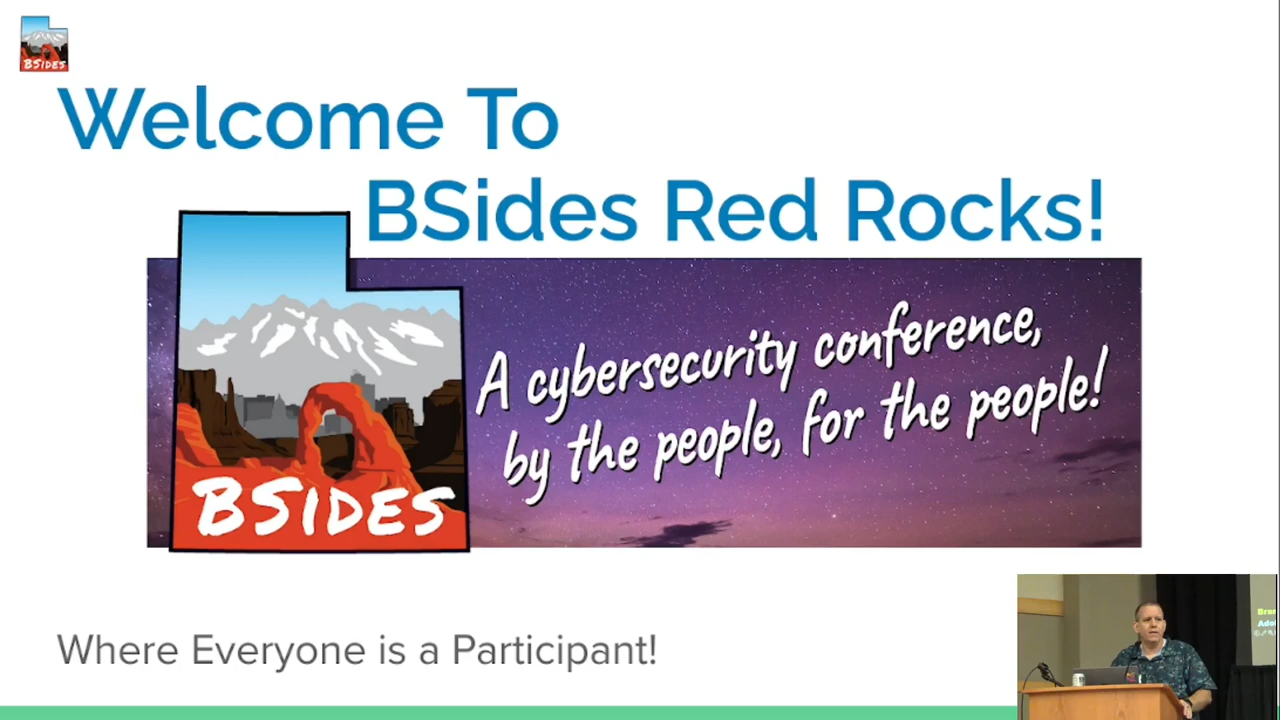 BSIDES
Welcome To
BSides Red Rocks!
A cybersecurity conference,
by the people, for the people!
BSIDES
Where Everyone is a Participant!